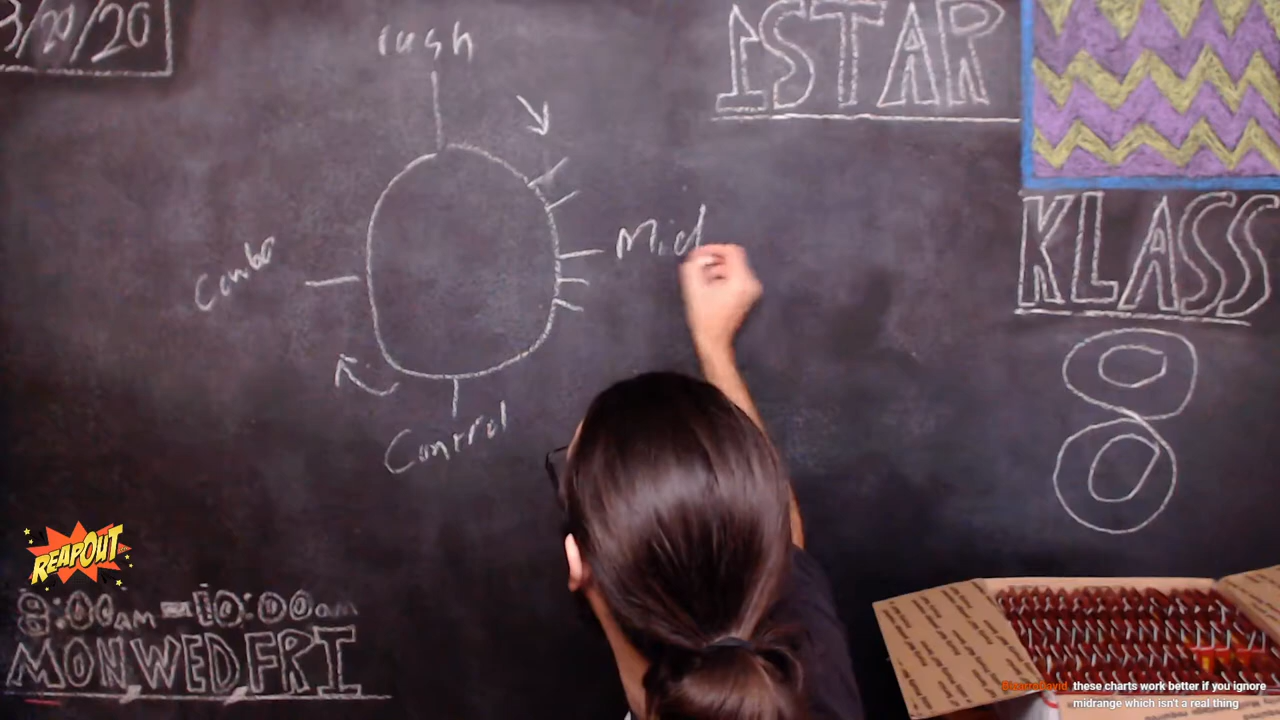 3/20/20
rush
1STAR
KLASS
8
Mid
Combo
Control
REAPOUT
8:00am-10:00am
MON WED FRI
these charts work better if you ignore
midrange which isn't a real thing